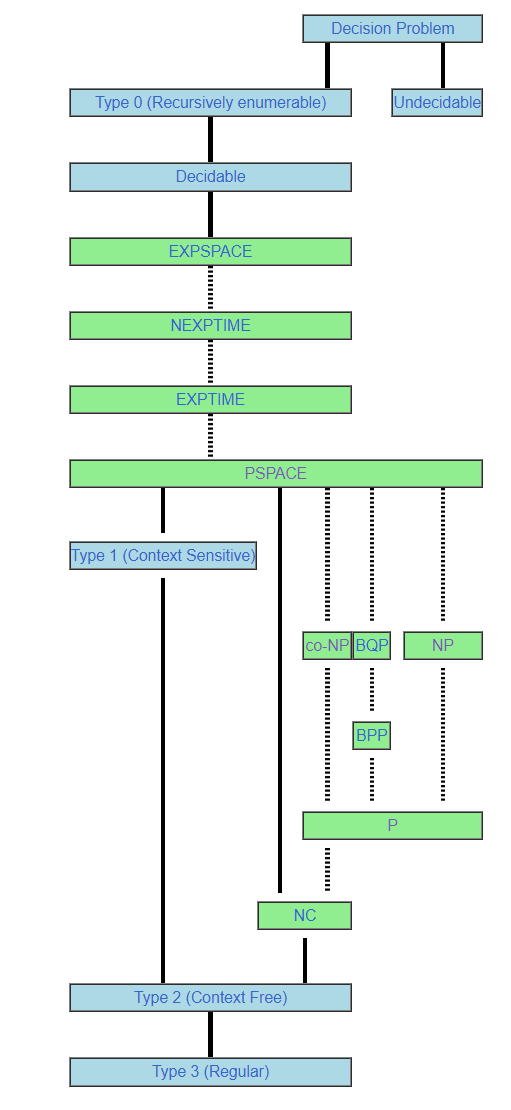 Decision Problem
Type 0 (Recursively enumerable)
Undecidable
Decidable
EXPSPACE
NEXPTIME
EXPTIME
PSPACE
Type 1 (Context Sensitive)
co-NP
BQP
NP
BPP
P
NC
Type 2 (Context Free)
Type 3 (Regular)